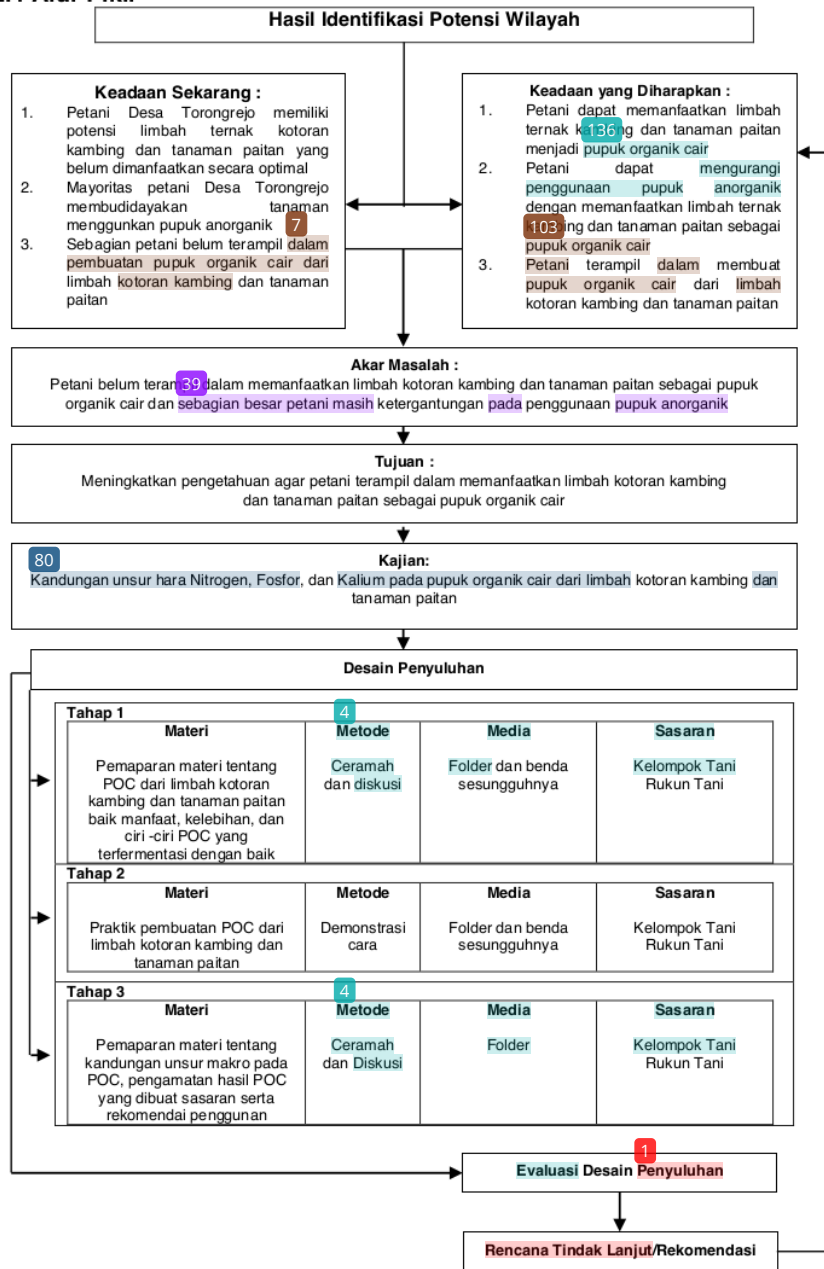 Hasil Identifikasi Potensi Wilayah
Keadaan Sekarang :
1. Petani Desa Torongrejo memiliki
potensi limbah ternak kotoran
kambing dan tanaman paitan yang
belum dimanfaatkan secara optimal
2. Mayoritas petani Desa Torongrejo
membudidayakan tanaman
menggunkan pupuk anorganik 7
3. Sebagian petani belum terampil dalam
pembuatan pupuk organik cair dari
limbah kotoran kambing dan tanaman
paitan
Keadaan yang Diharapkan :
1. Petani dapat memanfaatkan limbah
ternak kambing dan tanaman paitan
136
menjadi pupuk organik cair
2. Petani dapat mengurangi
penggunaan pupuk anorganik
dengan memanfaatkan limbah ternak
103
kambing dan tanaman paitan sebagai
pupuk organik cair
3. Petani terampil dalam membuat
pupuk organik cair dari limbah
kotoran kambing dan tanaman paitan
Akar Masalah :
39
Petani belum terampil dalam memanfaatkan limbah kotoran kambing dan tanaman paitan sebagai pupuk
organik cair dan sebagian besar petani masih ketergantungan pada penggunaan pupuk anorganik
Tujuan :
Meningkatkan pengetahuan agar petani terampil dalam memanfaatkan limbah kotoran kambing
dan tanaman paitan sebagai pupuk organik cair
80
Kajian:
Kandungan unsur hara Nitrogen, Fosfor, dan Kalium pada pupuk organik cair dari limbah kotoran kambing dan
tanaman paitan
Desain Penyuluhan
Tahap 1
4
Materi
Pemaparan materi tentang
POC dari limbah kotoran
kambing dan tanaman paitan
baik manfaat, kelebihan, dan
ciri -ciri POC yang
terfermentasi dengan baik
Metode
Ceramah
dan diskusi
Media
Folder dan benda
sesungguhnya
Sasaran
Kelompok Tani
Rukun Tani
Tahap 2
Materi
Praktik pembuatan POC dari
limbah kotoran kambing dan
tanaman paitan
Metode
Demonstrasi
cara
Media
Folder dan benda
sesungguhnya
Sasaran
Kelompok Tani
Rukun Tani
Tahap 3
4
Materi
Pemaparan materi tentang
kandungan unsur makro pada
POC, pengamatan hasil POC
yang dibuat sasaran serta
rekomendai penggunan
Metode
Ceramah
dan Diskusi
Media
Folder
Sasaran
Kelompok Tani
Rukun Tani
1
Evaluasi Desain Penyuluhan
Rencana Tindak Lanjut/Rekomendasi